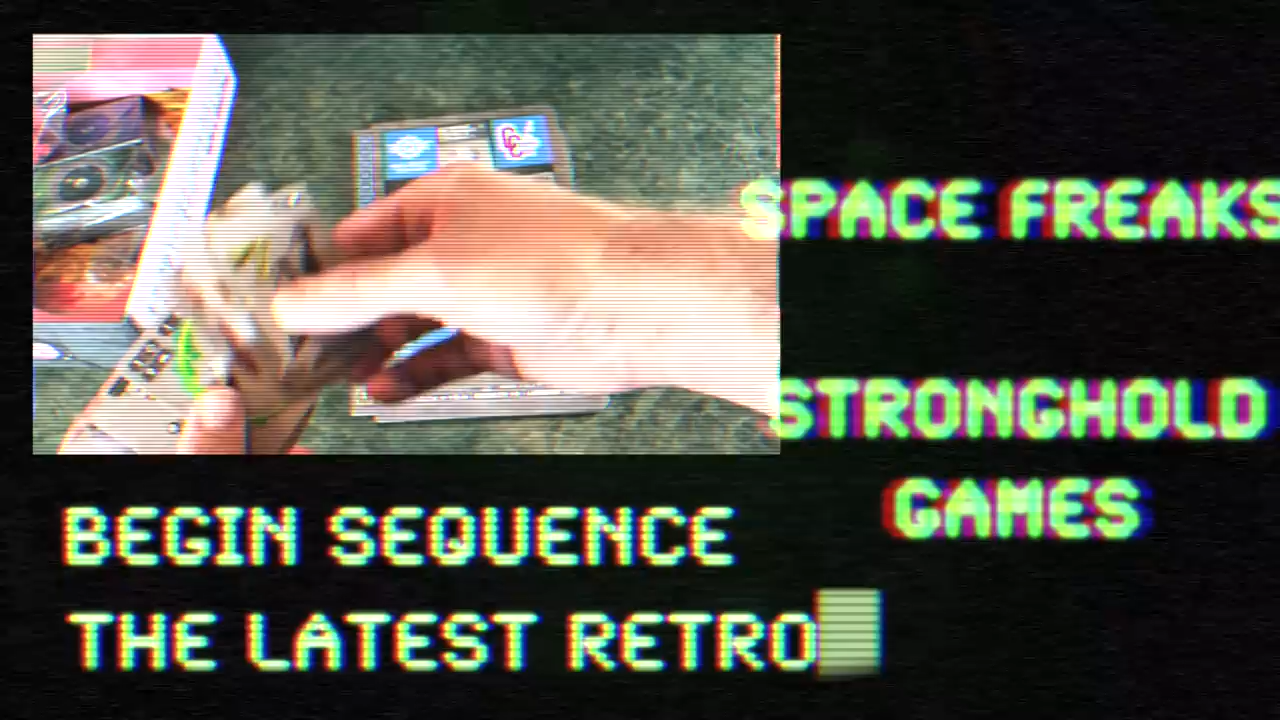 SPACE FREAKS
STRONGHOLD
GAMES
BEGIN SEQUENCE
THE LATEST RETRO